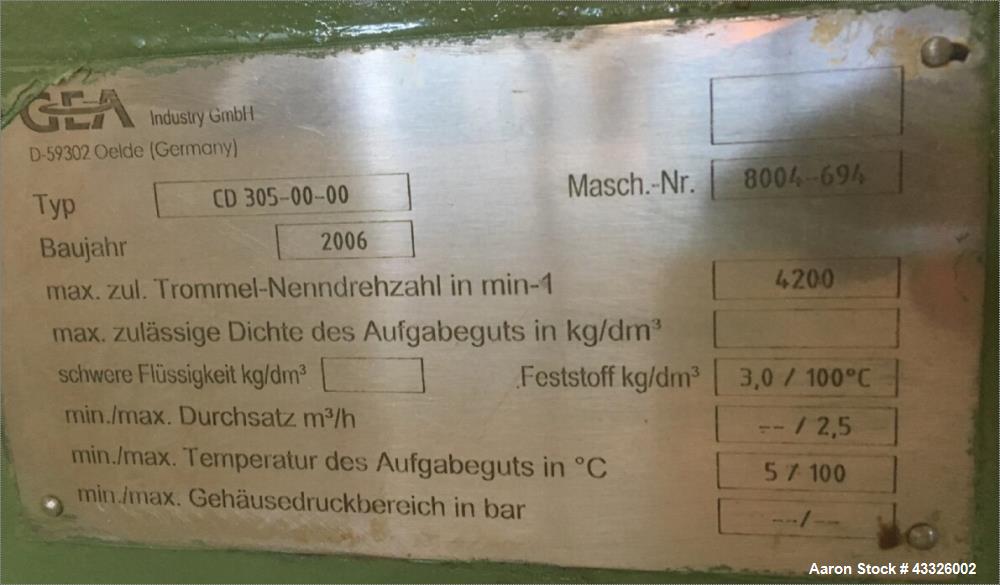 GEA Industry GmbH
D-59302 Oelde (Germany)
Typ CD 305-00-00 Masch.-Nr. 8004-694
Baujahr 2006
max. zul. Trommel-Nenndrehzahl in min-1 4200
max. zulässige Dichte des Aufgabeguts in kg/dm³
schwere Flüssigkeit kg/dm³ Feststoff kg/dm³ 3,0 / 100°C
min./max. Durchsatz m³/h -- / 2,5
min./max. Temperatur des Aufgabeguts in °C 5 / 100
min./max. Gehäusedruckbereich in bar --/--
Aaron Stock # 43326002